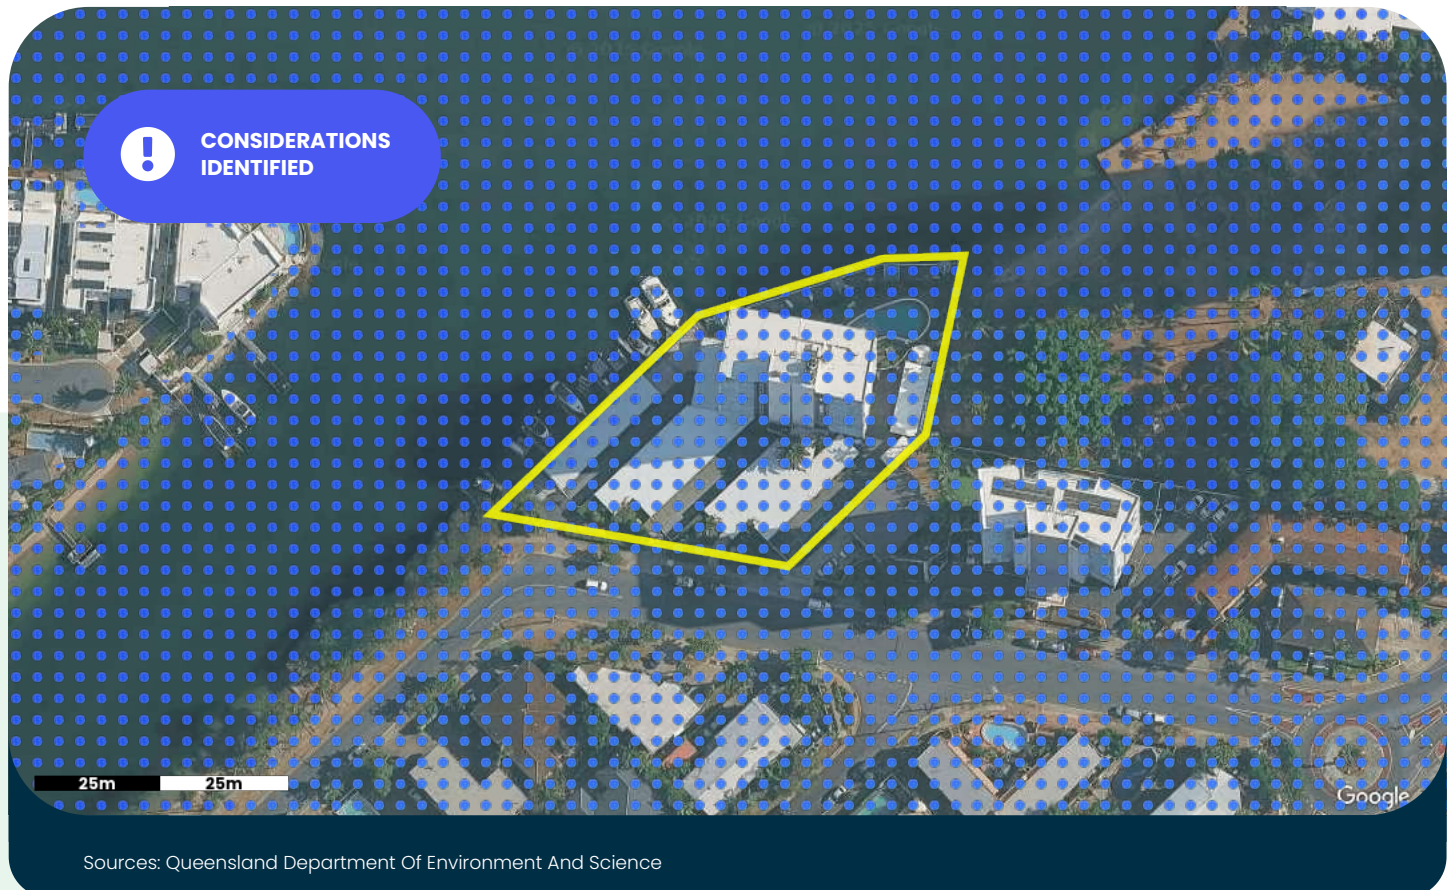 CONSIDERATIONS
IDENTIFIED
25m 25m
Google
Sources: Queensland Department Of Environment And Science